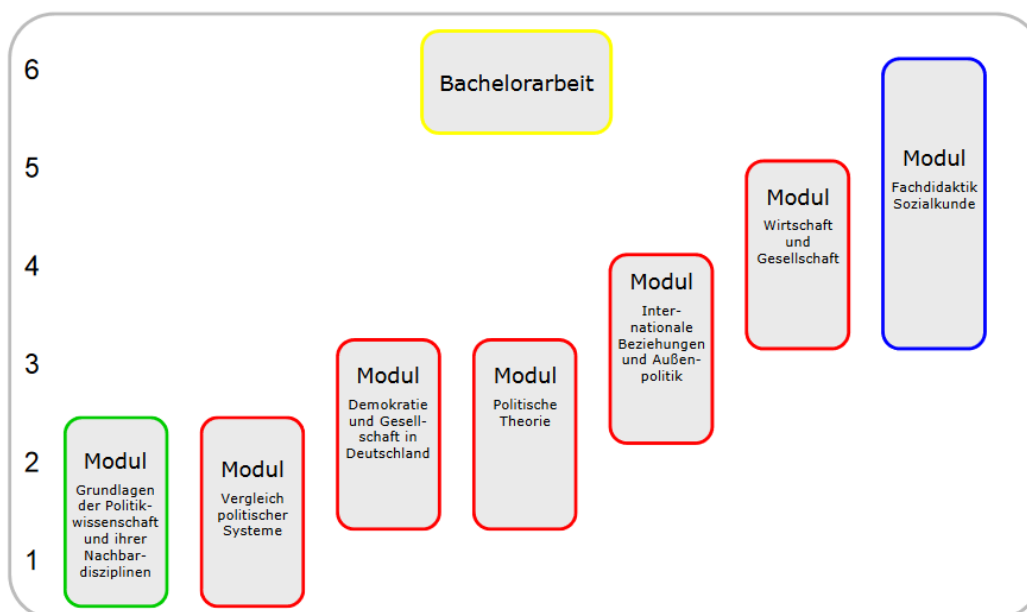 6
5
4
3
2
1
Bachelorarbeit
Modul
Grundlagen
der Politik-
wissenschaft
und ihrer
Nachbar-
disziplinen
Modul
Vergleich
politischer
Systeme
Modul
Demokratie
und Gesell-
schaft in
Deutschland
Modul
Politische
Theorie
Modul
Inter-
nationale
Beziehungen
und Außen-
politik
Modul
Wirtschaft
und
Gesellschaft
Modul
Fachdidaktik
Sozialkunde